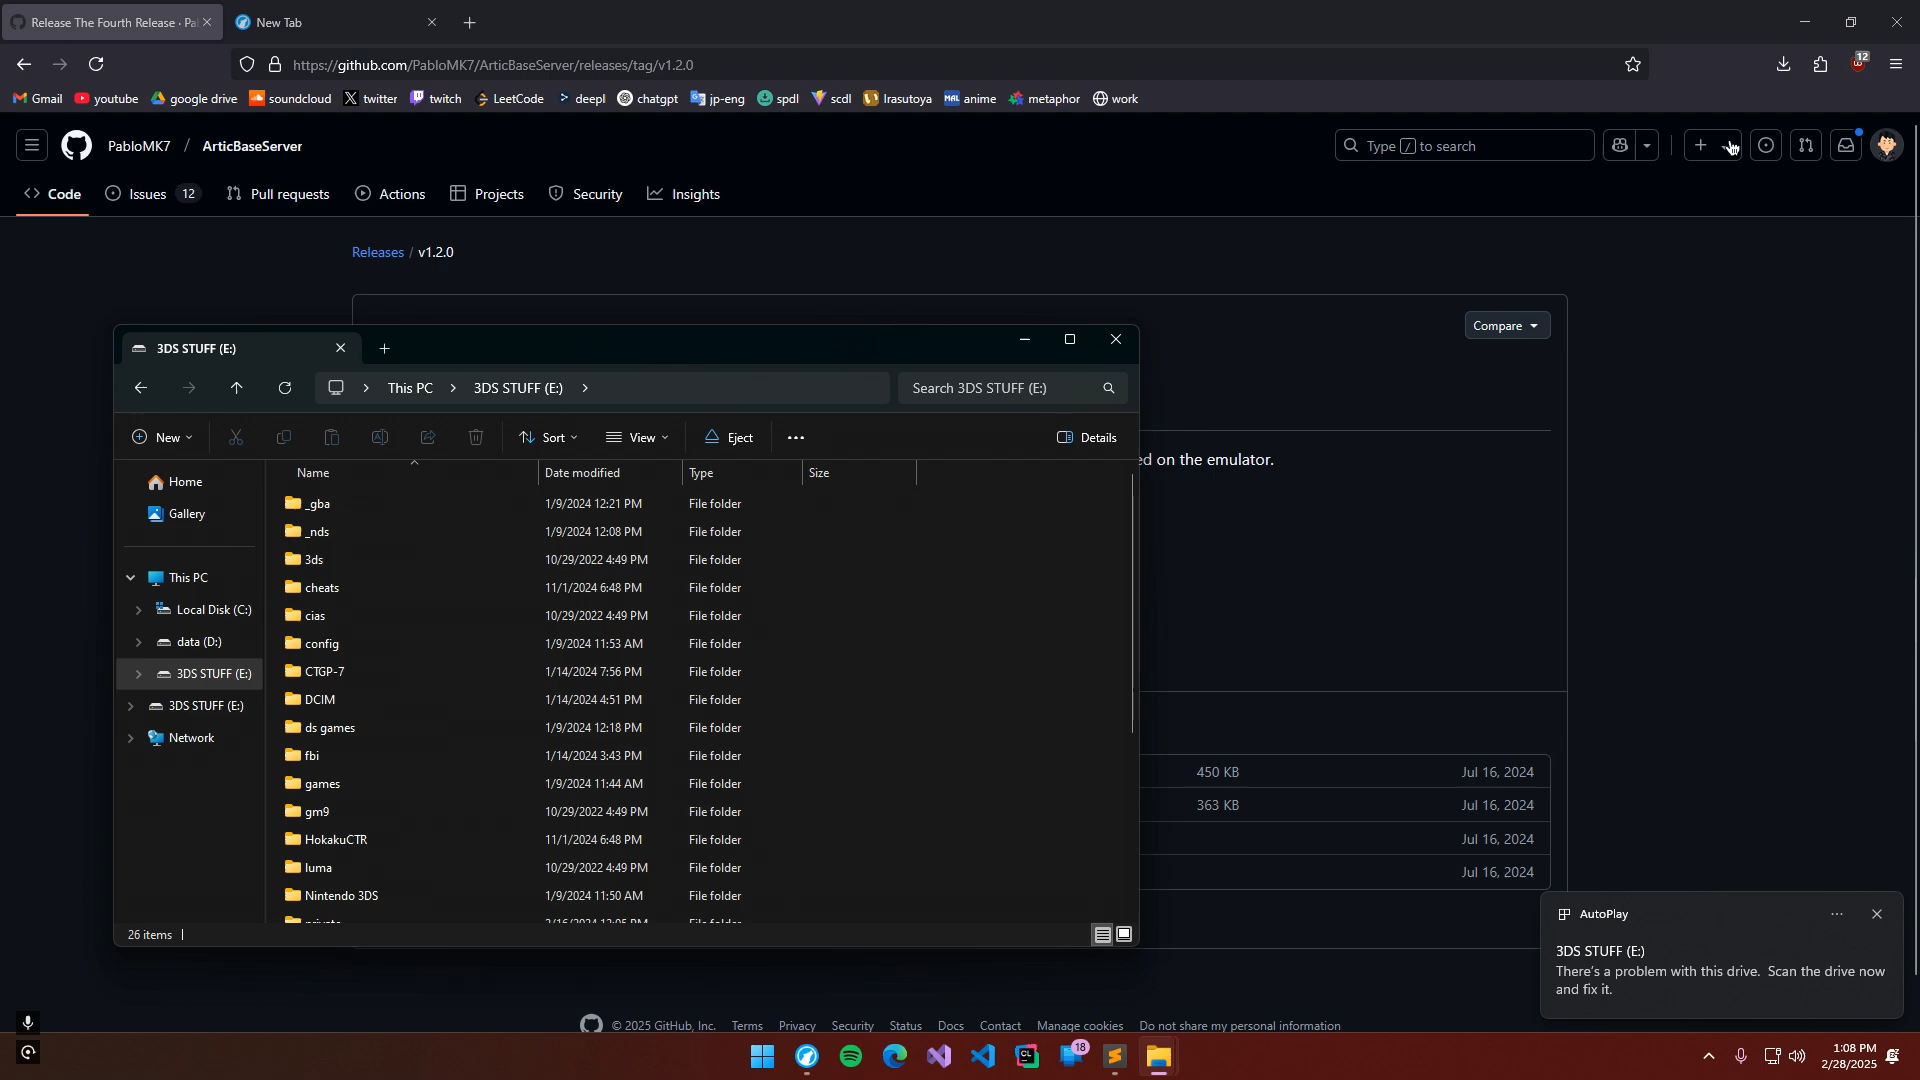 Release The Fourth Release · Pa
New Tab
https://github.com/PabloMK7/ArticBaseServer/releases/tag/v1.2.0
12
Gmail youtube google drive soundcloud twitter twitch LeetCode deepl chatgpt jp-eng spdl scdl Irasutoya anime metaphor work
PabloMK7 / ArticBaseServer
Type / to search
Code Issues 12 Pull requests Actions Projects Security Insights
Releases / v1.2.0
Compare
ed on the emulator.
3DS STUFF (E:)
This PC > 3DS STUFF (E:) >
Search 3DS STUFF (E:)
New Sort View Eject Details
Name Date modified Type Size
Home
Gallery
This PC
Local Disk (C:)
data (D:)
3DS STUFF (E:)
3DS STUFF (E:)
Network
_gba 1/9/2024 12:21 PM File folder
_nds 1/9/2024 12:08 PM File folder
3ds 10/29/2022 4:49 PM File folder
cheats 11/1/2024 6:48 PM File folder
cias 10/29/2022 4:49 PM File folder
config 1/9/2024 11:53 AM File folder
CTGP-7 1/14/2024 7:56 PM File folder
DCIM 1/14/2024 4:51 PM File folder
ds games 1/9/2024 12:18 PM File folder
fbi 1/14/2024 3:43 PM File folder
games 1/9/2024 11:44 AM File folder
gm9 10/29/2022 4:49 PM File folder
HokakuCTR 11/1/2024 6:48 PM File folder
luma 10/29/2022 4:49 PM File folder
Nintendo 3DS 1/9/2024 11:50 AM File folder
26 items
450 KB Jul 16, 2024
363 KB Jul 16, 2024
Jul 16, 2024
Jul 16, 2024
AutoPlay
3DS STUFF (E:)
There's a problem with this drive. Scan the drive now
and fix it.
© 2025 GitHub, Inc. Terms Privacy Security Status Docs Contact Manage cookies Do not share my personal information
18
1:08 PM
2/28/2025